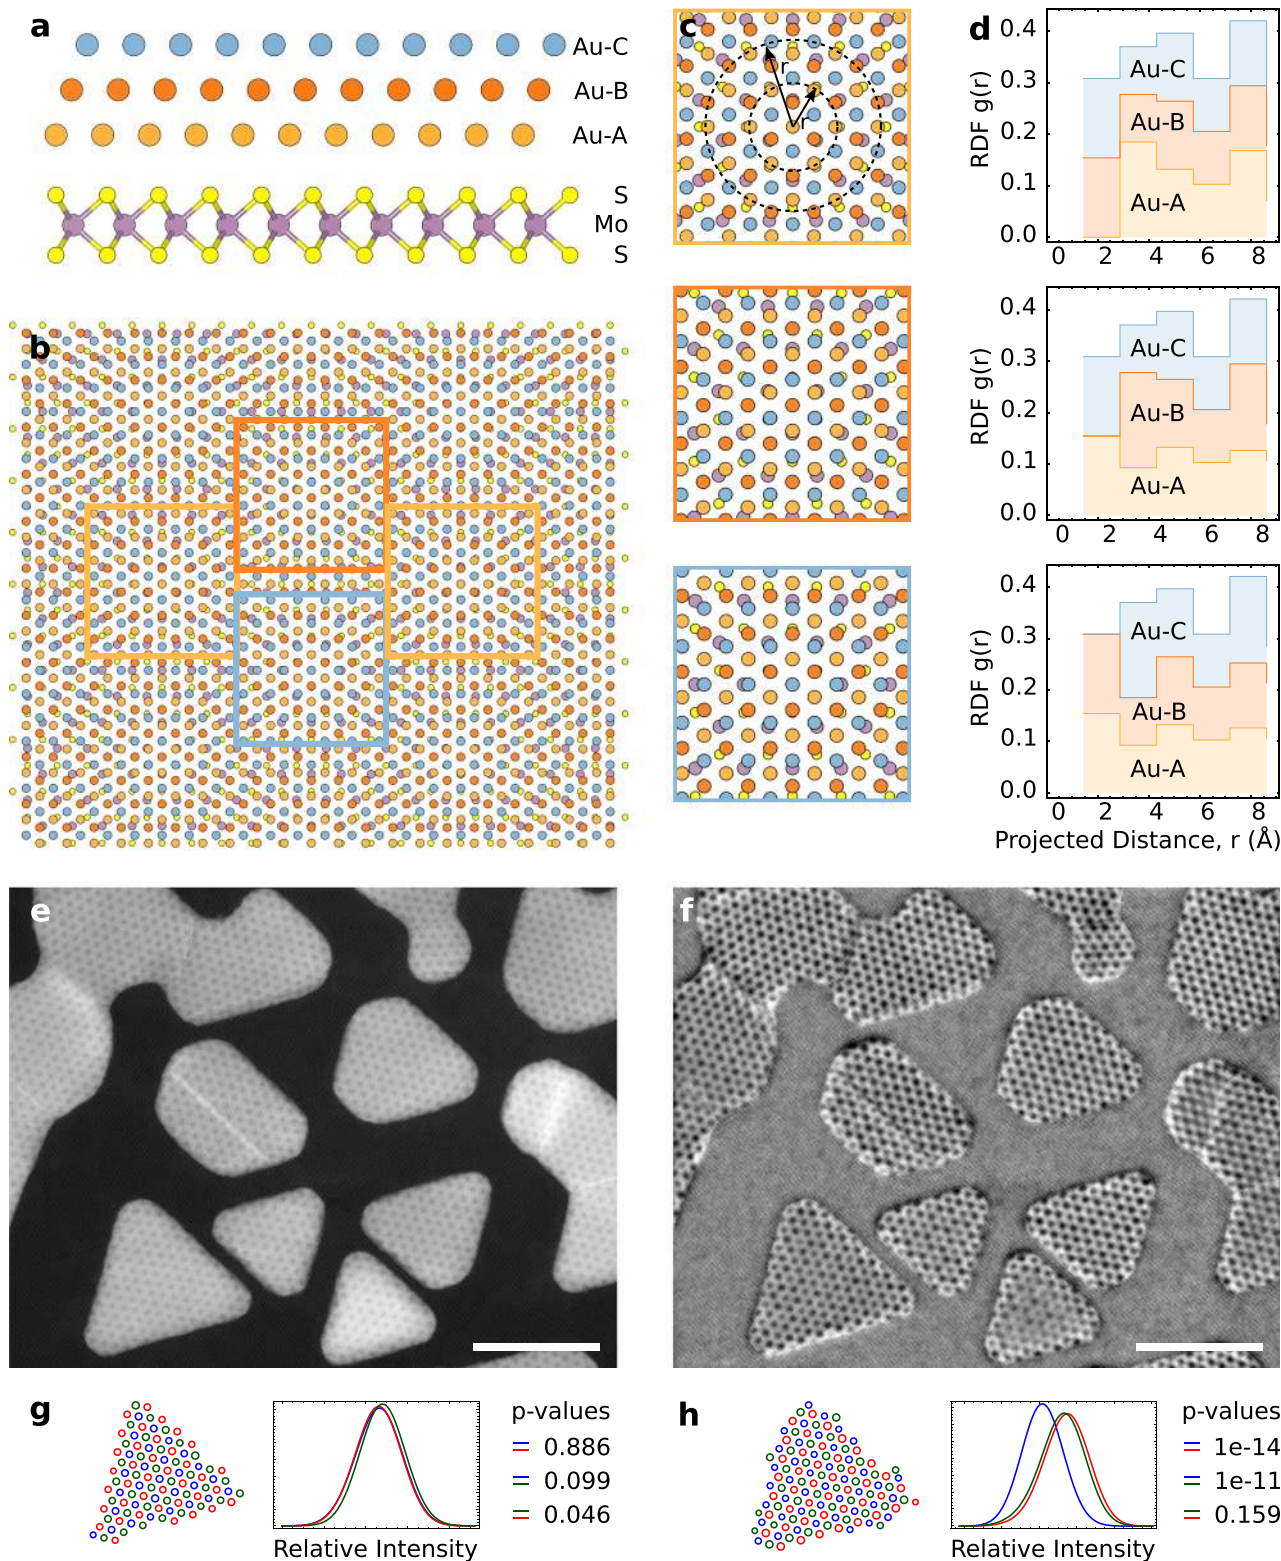 a
Au-C
Au-B
Au-A
S
Mo
S
b
c
r
r
d
RDF g(r)
0.4
0.3
0.2
0.1
0.0
Au-C
Au-B
Au-A
0 2 4 6 8
RDF g(r)
0.4
0.3
0.2
0.1
0.0
Au-C
Au-B
Au-A
0 2 4 6 8
RDF g(r)
0.4
0.3
0.2
0.1
0.0
Au-C
Au-B
Au-A
0 2 4 6 8
Projected Distance, r (Å)
e
f
g
Relative Intensity
p-values
0.886
0.099
0.046
h
Relative Intensity
p-values
1e-14
1e-11
0.159